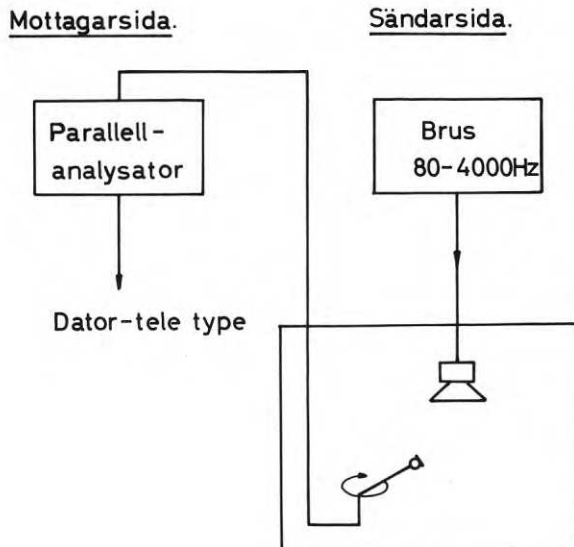 Mottagarsida.
Sändarsida.
Parallell-
analysator
Brus
80-4000Hz
Dator-tele type